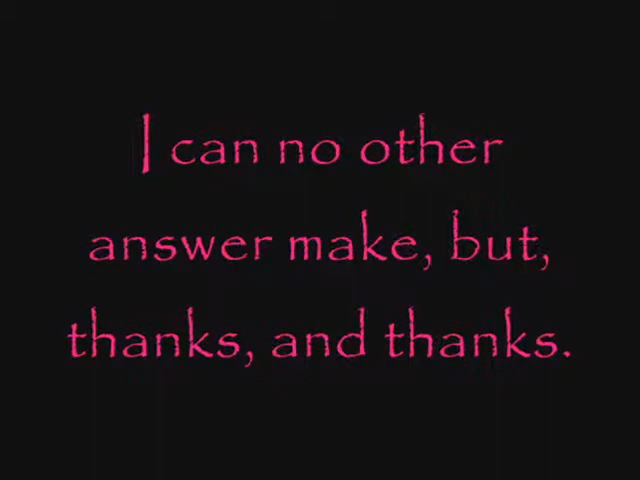 I can no other
answer make, but,
thanks, and thanks.